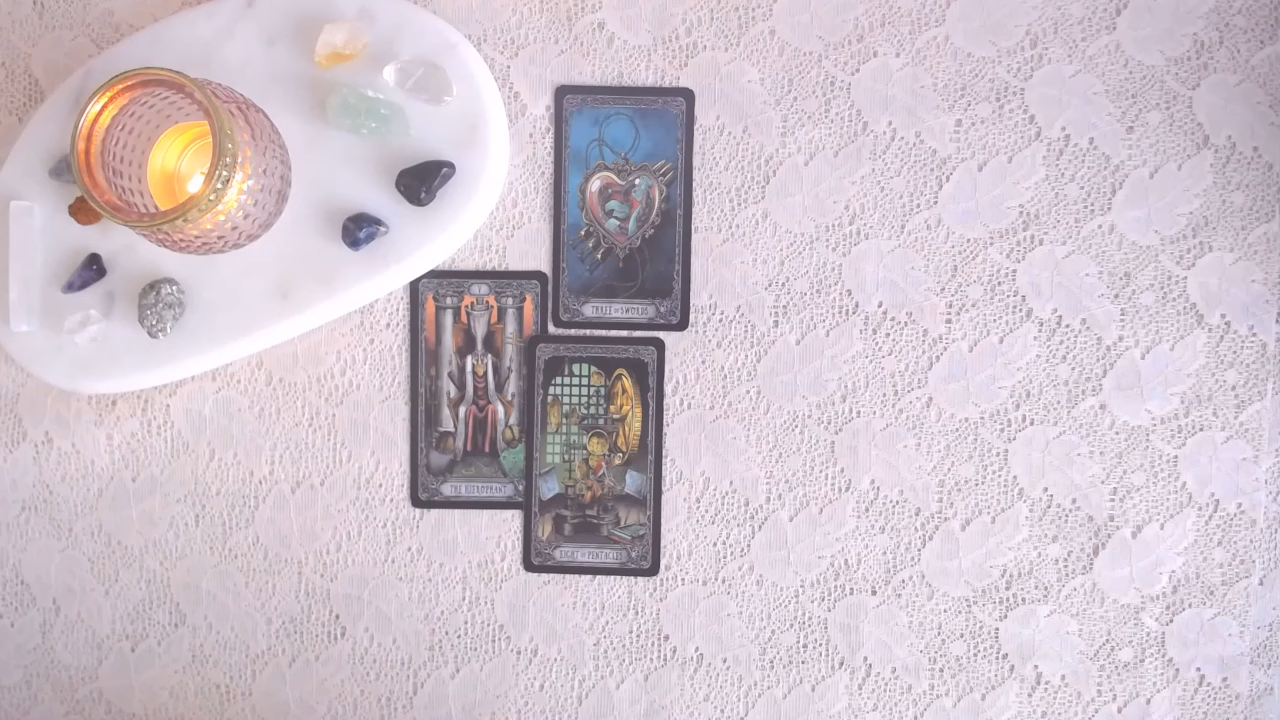 THREE OF SWORDS
V
THE HIEROPHANT
EIGHT OF PENTACLES